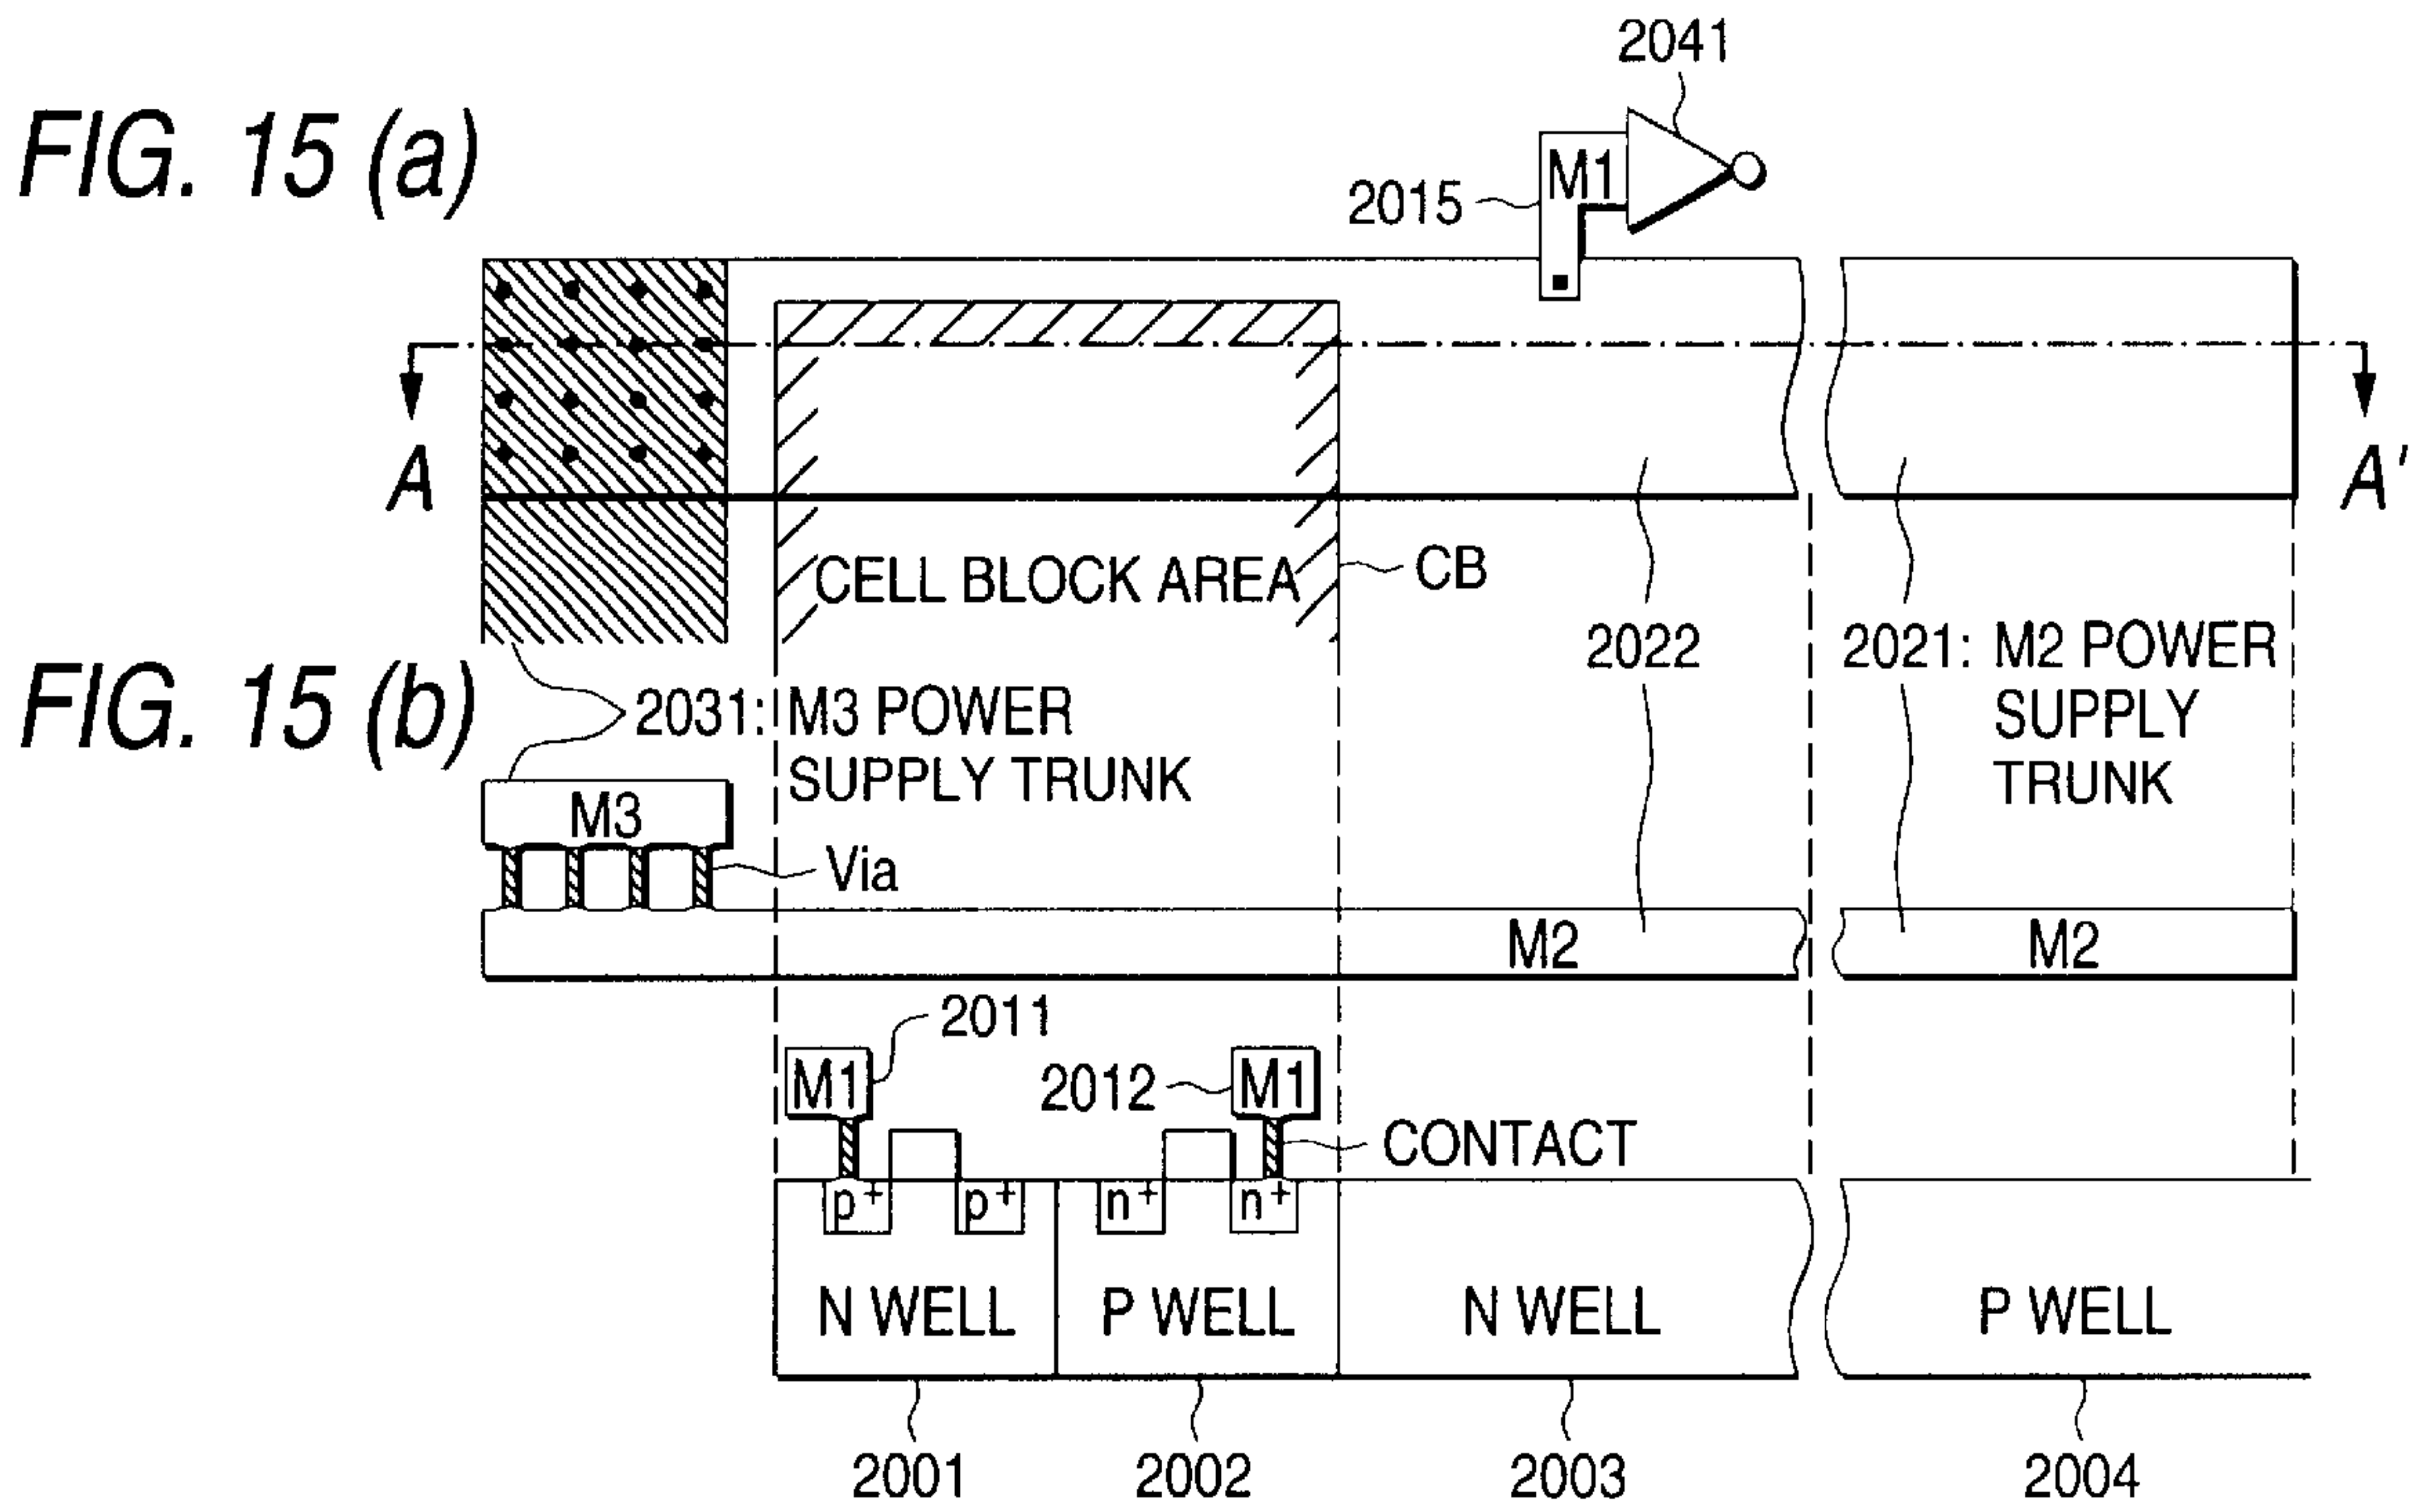 2041
FIG. 15 (a)
M1
2015
A
A'
CELL BLOCK AREA
CB
2022
2021: M2 POWER
SUPPLY
TRUNK
FIG. 15 (b)
2031: M3 POWER
SUPPLY TRUNK
M3
Via
M2
M2
2011
M1
2012
M1
CONTACT
p+
p+
n+
n+
N WELL
P WELL
N WELL
P WELL
2001
2002
2003
2004